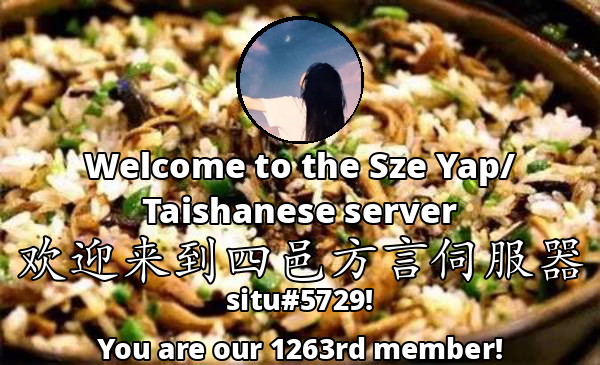 Welcome to the Sze Yap/
Taishanese server
欢迎来到四邑方言伺服器
situ#5729!
You are our 1263rd member!